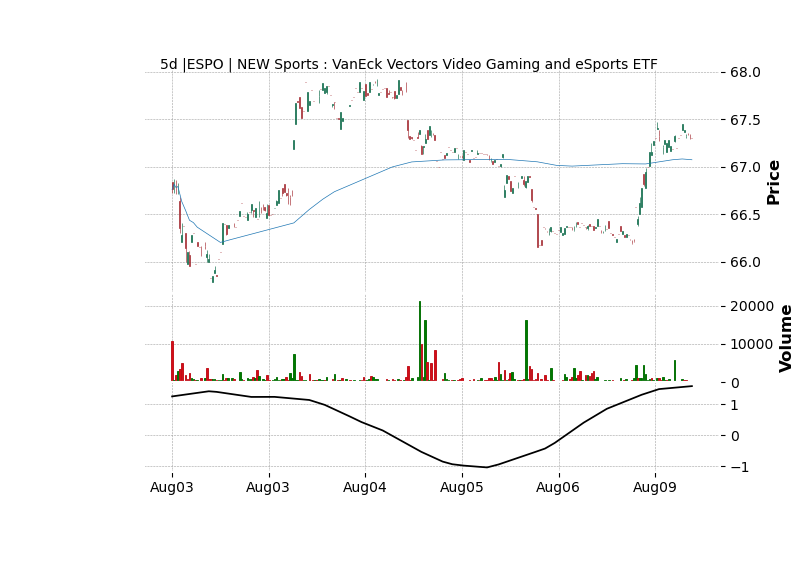 5d |ESPO | NEW Sports : VanEck Vectors Video Gaming and eSports ETF
68.0
67.5
67.0
66.5
66.0
Price
20000
10000
0
Volume
1
0
−1
Aug03 Aug03 Aug04 Aug05 Aug06 Aug09